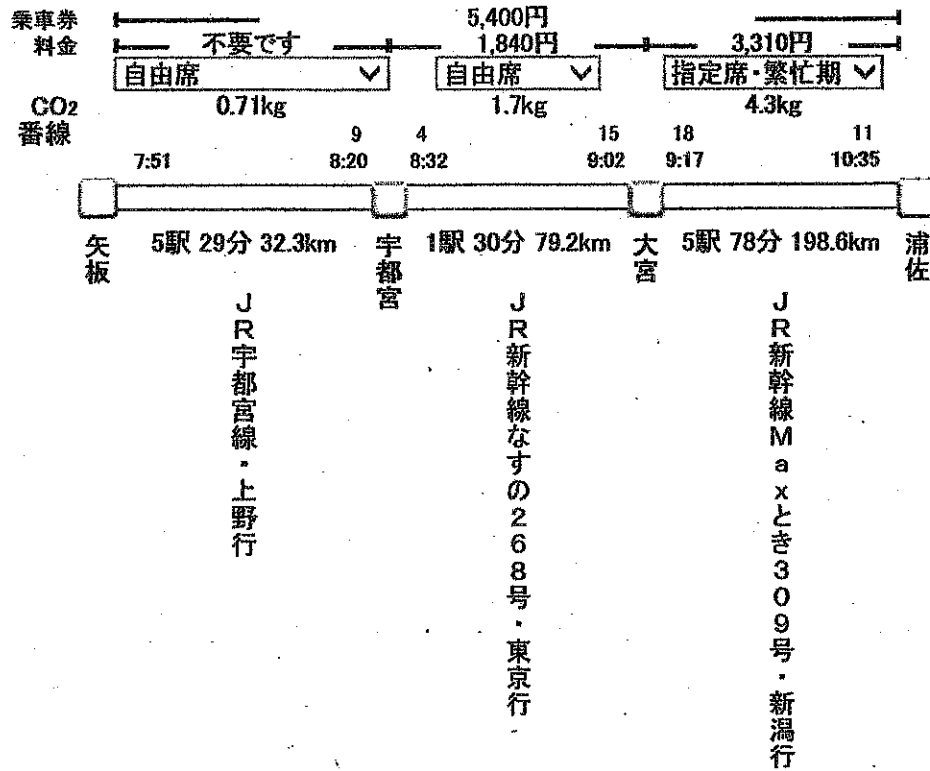 乗車券 5,400円
料金 不要です 1,840円 3,310円
自由席 自由席 指定席・繁忙期
CO2 0.71kg 1.7kg 4.3kg
番線 9 4 15 18 11
7:51 8:20 8:32 9:02 9:17 10:35
矢板 5駅 29分 32.3km 宇都宮 1駅 30分 79.2km 大宮 5駅 78分 198.6km 浦佐
JR宇都宮線・上野行
JR新幹線なすの268号・東京行
JR新幹線Maxとき309号・新潟行